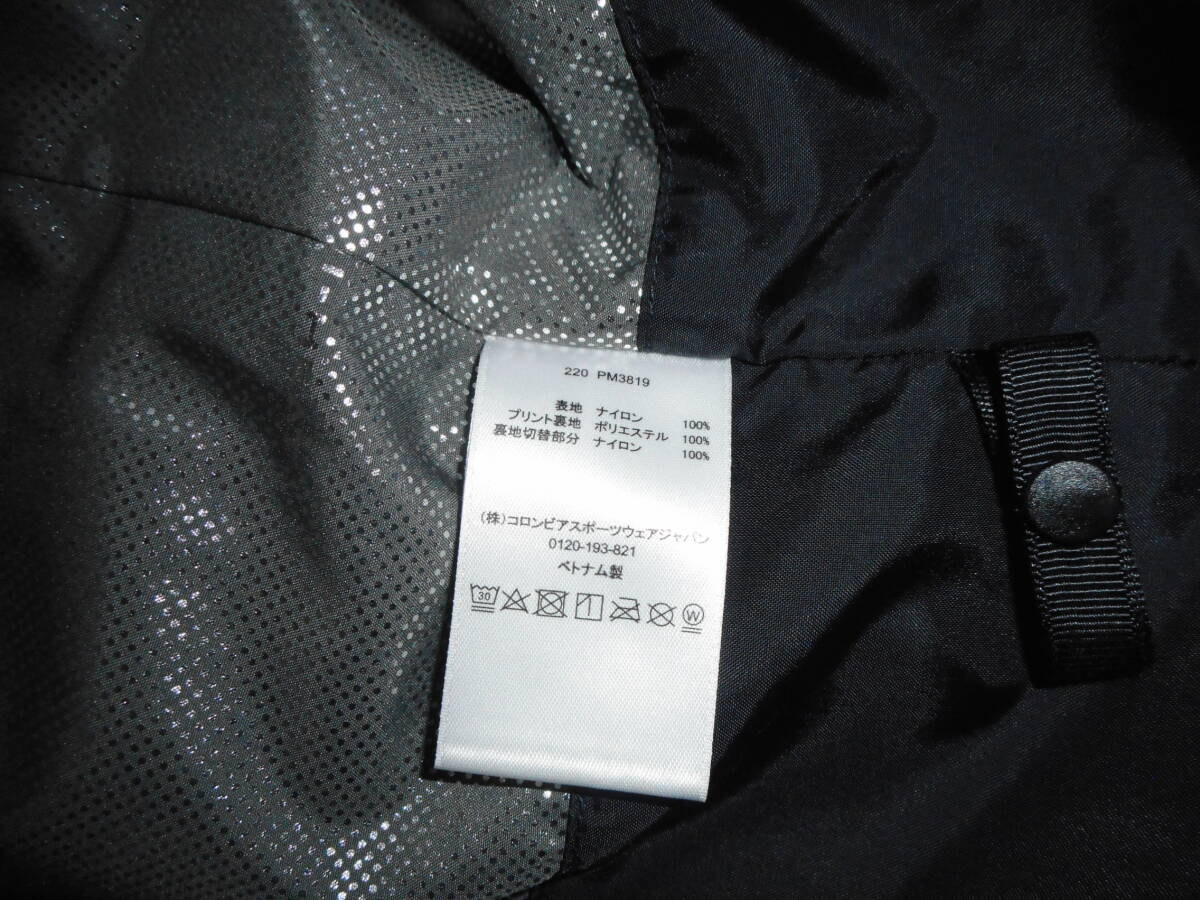 220 PM3819
表地 ナイロン 100%
プリント裏地 ポリエステル 100%
裏地切替部分 ナイロン 100%
(株)コロンビアスポーツウェアジャパン
0120-193-821
ベトナム製
30 W